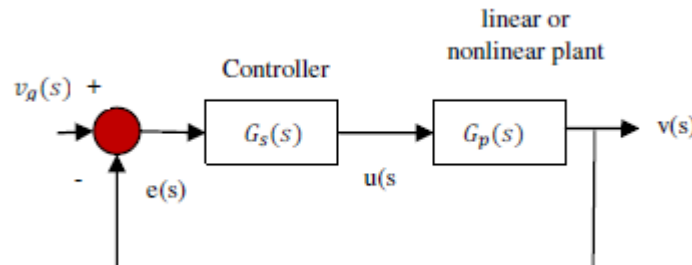 linear or
nonlinear plant
Controller
v_g(s) +
G_s(s)
G_p(s)
v(s)
-
e(s)
u(s